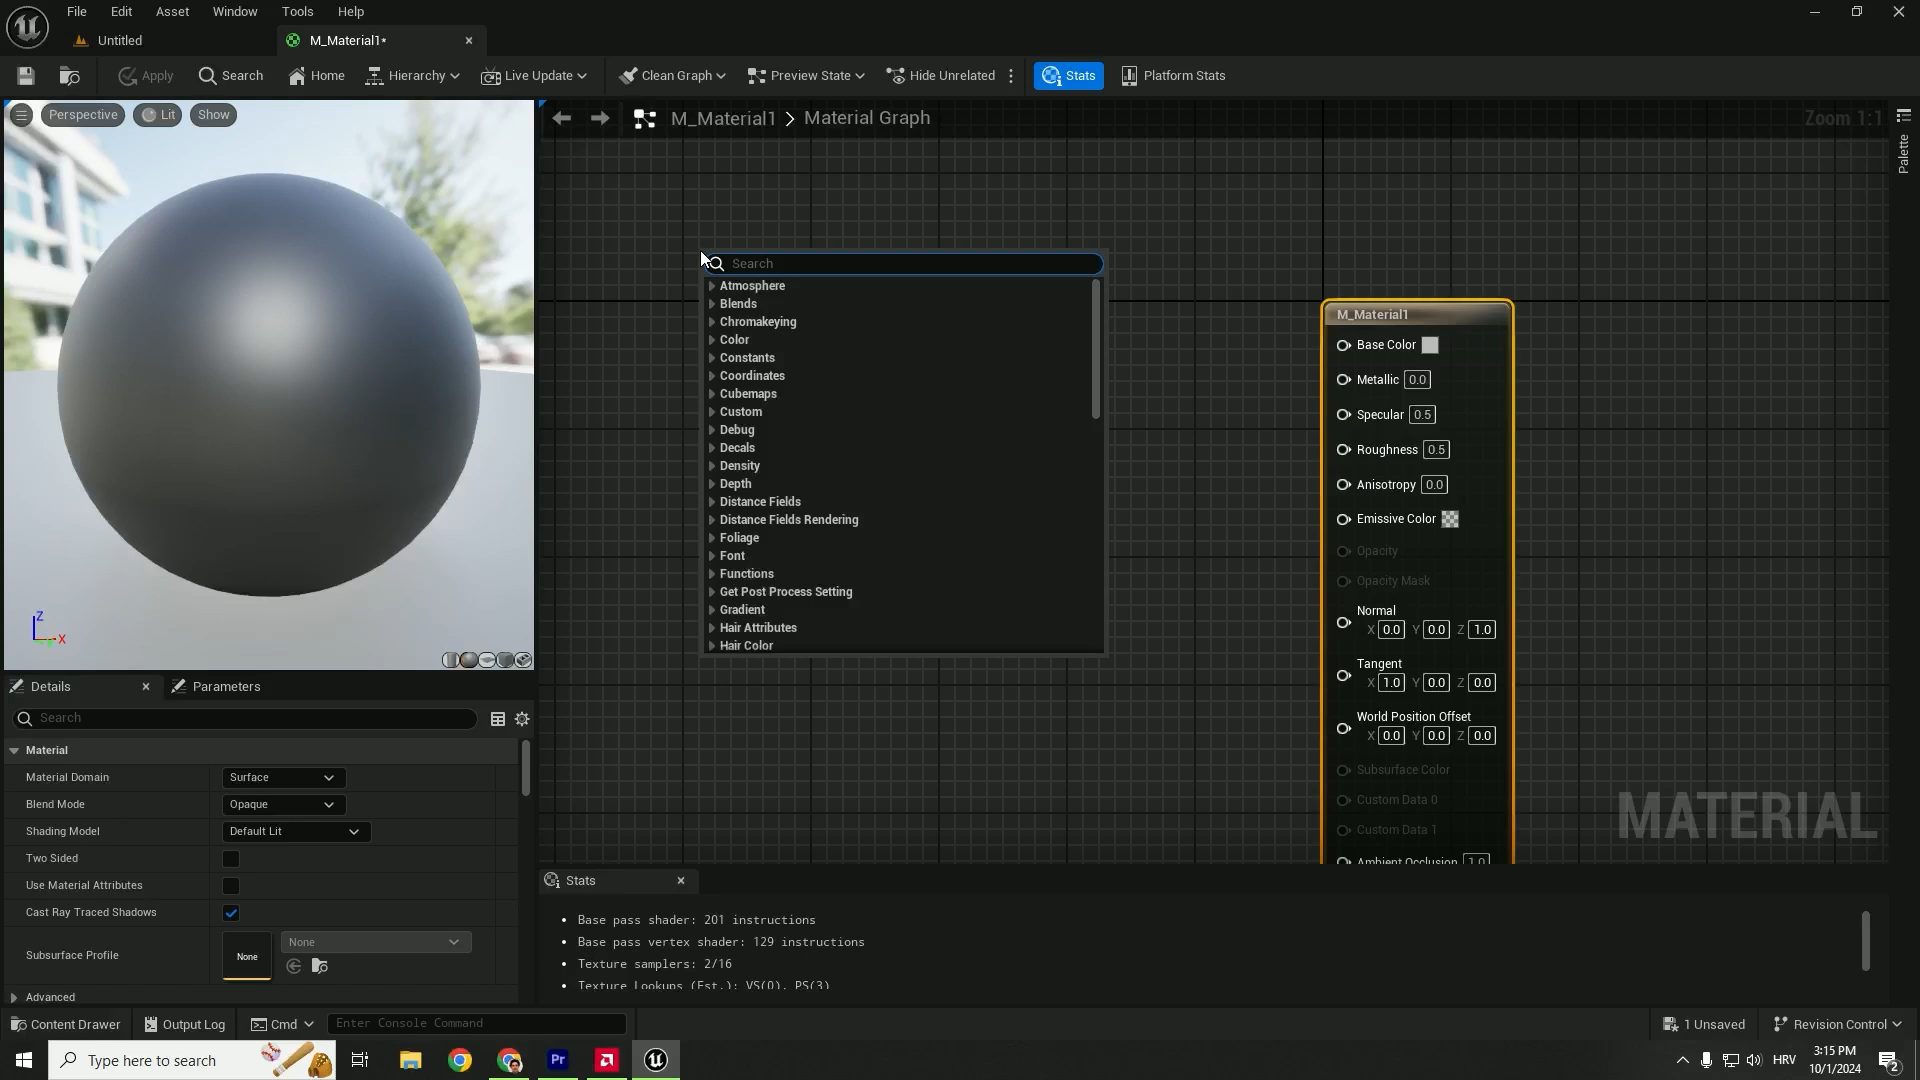 File Edit Asset Window Tools Help
Untitled M_Material1*
Apply Search Home Hierarchy Live Update Clean Graph Preview State Hide Unrelated Stats Platform Stats
Perspective Lit Show
M_Material1 > Material Graph
Zoom 1:1
Palette
Search
Atmosphere
Blends
Chromakeying
Color
Constants
Coordinates
Cubemaps
Custom
Debug
Decals
Density
Depth
Distance Fields
Distance Fields Rendering
Foliage
Font
Functions
Get Post Process Setting
Gradient
Hair Attributes
Hair Color
M_Material1
Base Color
Metallic 0.0
Specular 0.5
Roughness 0.5
Anisotropy 0.0
Emissive Color
Opacity
Opacity Mask
Normal
X 0.0 Y 0.0 Z 1.0
Tangent
X 1.0 Y 0.0 Z 0.0
World Position Offset
X 0.0 Y 0.0 Z 0.0
Subsurface Color
Custom Data 0
Custom Data 1
Ambient Occlusion 1.0
MATERIAL
Z
X
Details Parameters
Search
Material
Material Domain Surface
Blend Mode Opaque
Shading Model Default Lit
Two Sided
Use Material Attributes
Cast Ray Traced Shadows
Subsurface Profile None None
Advanced
Stats
• Base pass shader: 201 instructions
• Base pass vertex shader: 129 instructions
• Texture samplers: 2/16
• Texture Lookups (Est.): VS(0), PS(3)
Content Drawer Output Log Cmd Enter Console Command 1 Unsaved Revision Control
Type here to search Pr HRV 3:15 PM
10/1/2024 2